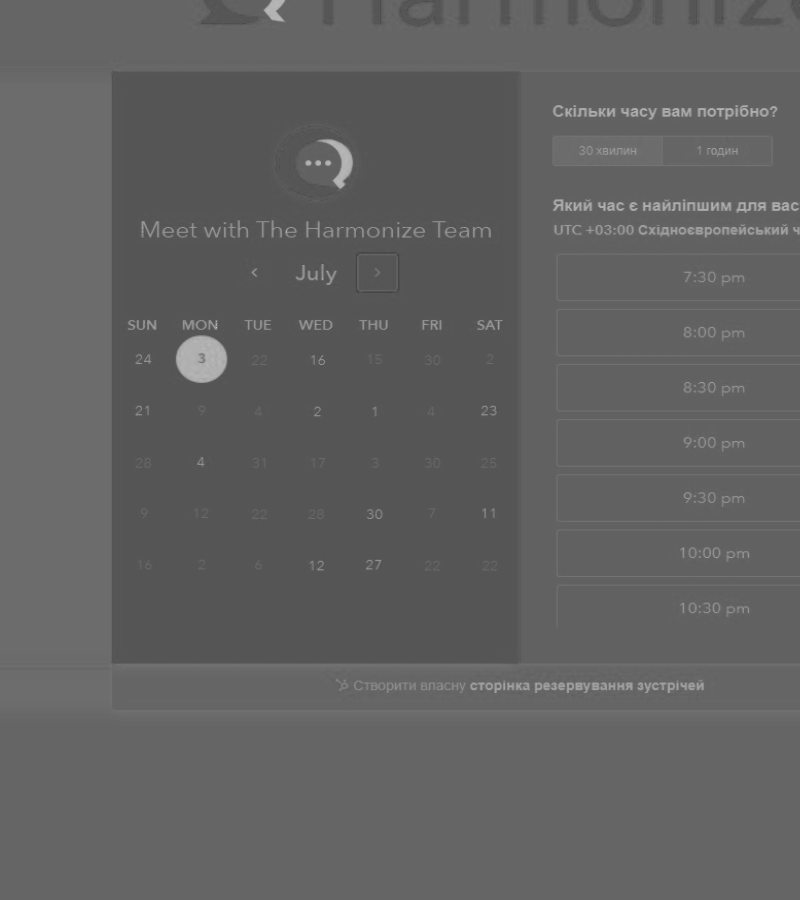 Harmonize
Meet with The Harmonize Team
July
SUN MON TUE WED THU FRI SAT
24 3 22 16 15 30 2
21 9 4 2 1 4 23
28 4 31 17 3 30 25
9 12 22 28 30 7 11
16 2 6 12 27 22 22
Скільки часу вам потрібно?
30 хвилин 1 годин
Який час є найліпшим для вас
UTC +03:00 Східноєвропейський ч
7:30 pm
8:00 pm
8:30 pm
9:00 pm
9:30 pm
10:00 pm
10:30 pm
Створити власну сторінка резервування зустрічей